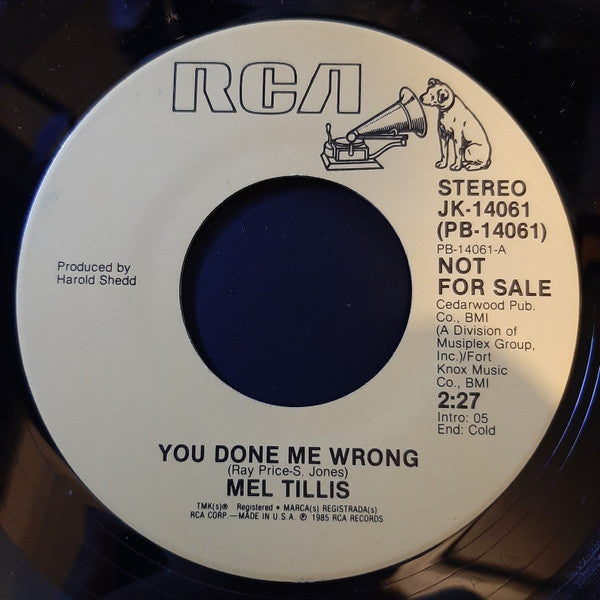 RCA
STEREO
JK-14061
(PB-14061)
PB-14061-A
NOT
FOR SALE
Cedarwood Pub.
Co., BMI
(A Division of
Musiplex Group,
Inc.)/Fort
Knox Music
Co., BMI
2:27
Intro: 05
End: Cold
Produced by
Harold Shedd
YOU DONE ME WRONG
(Ray Price-S. Jones)
MEL TILLIS
TMK(s)® Registered • MARCA(s) REGISTRADA(s)
RCA CORP.—MADE IN U.S.A. ℗ 1985 RCA RECORDS